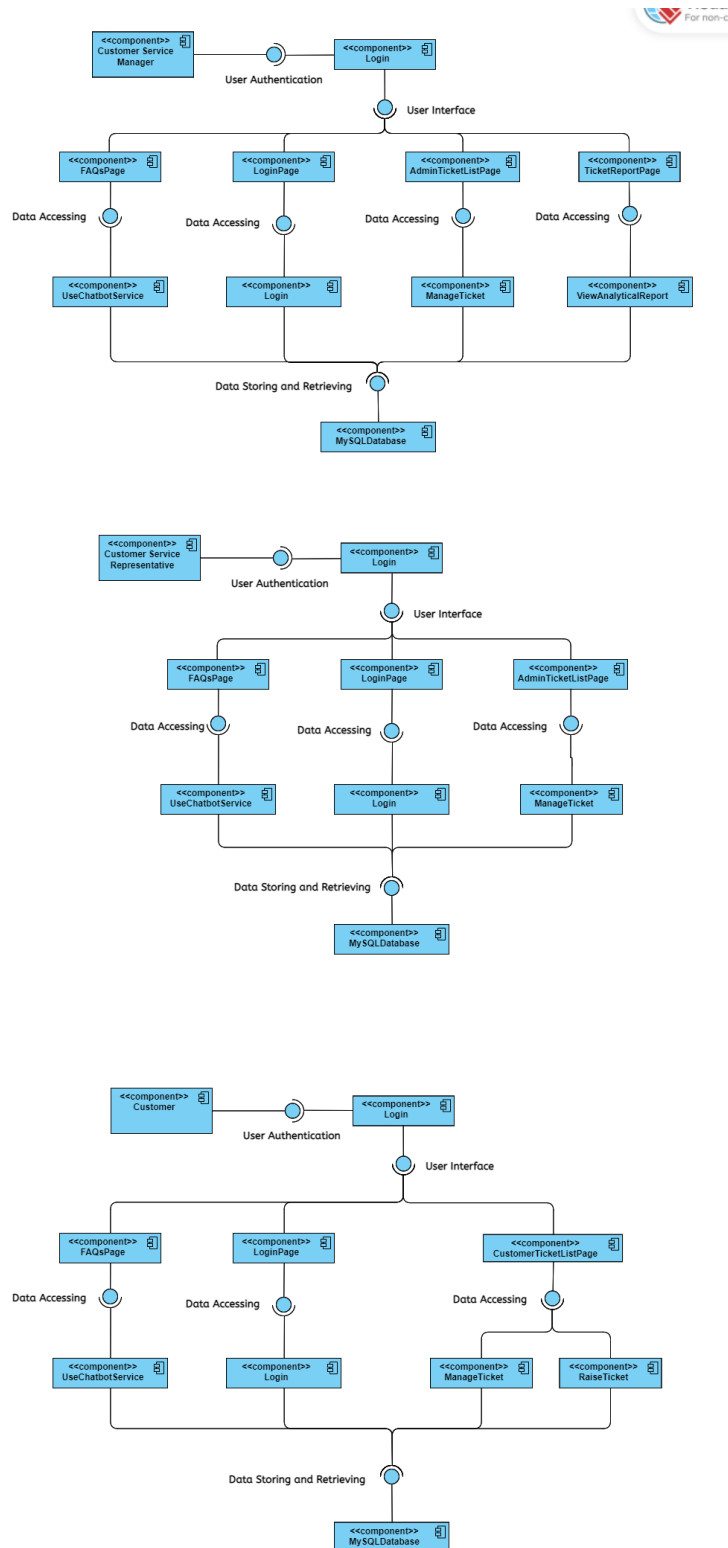 For non-c
<<component>>
Customer Service
Manager
User Authentication
<<component>>
Login
User Interface
<<component>>
FAQsPage
<<component>>
LoginPage
<<component>>
AdminTicketListPage
<<component>>
TicketReportPage
Data Accessing
Data Accessing
Data Accessing
Data Accessing
<<component>>
UseChatbotService
<<component>>
Login
<<component>>
ManageTicket
<<component>>
ViewAnalyticalReport
Data Storing and Retrieving
<<component>>
MySQLDatabase
<<component>>
Customer Service
Representative
User Authentication
<<component>>
Login
User Interface
<<component>>
FAQsPage
<<component>>
LoginPage
<<component>>
AdminTicketListPage
Data Accessing
Data Accessing
Data Accessing
<<component>>
UseChatbotService
<<component>>
Login
<<component>>
ManageTicket
Data Storing and Retrieving
<<component>>
MySQLDatabase
<<component>>
Customer
User Authentication
<<component>>
Login
User Interface
<<component>>
FAQsPage
<<component>>
LoginPage
<<component>>
CustomerTicketListPage
Data Accessing
Data Accessing
Data Accessing
<<component>>
UseChatbotService
<<component>>
Login
<<component>>
ManageTicket
<<component>>
RaiseTicket
Data Storing and Retrieving
<<component>>
MySQLDatabase